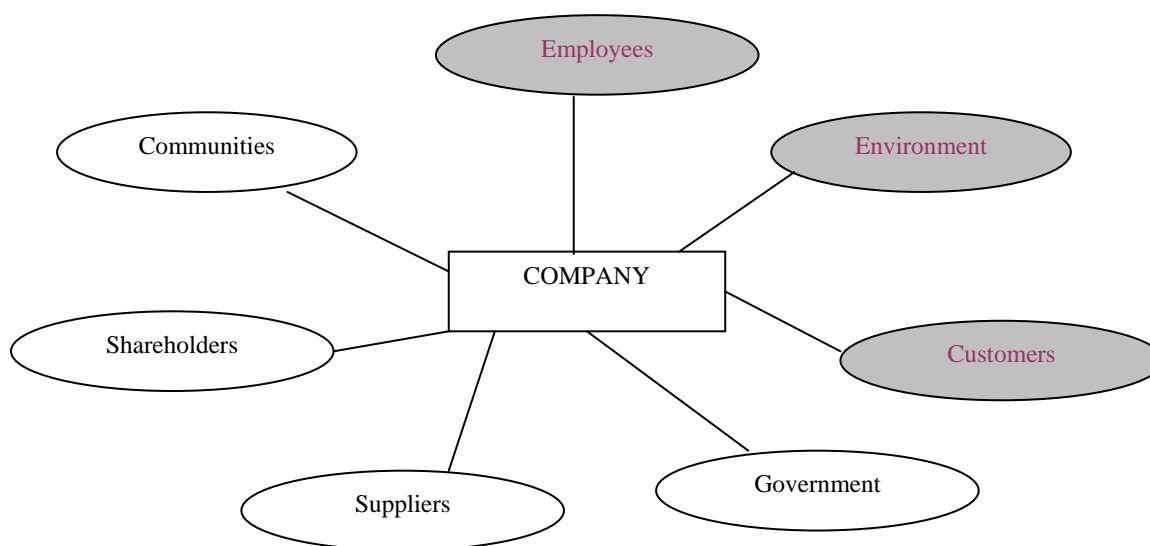 Employees
Communities
Environment
COMPANY
Shareholders
Customers
Suppliers
Government